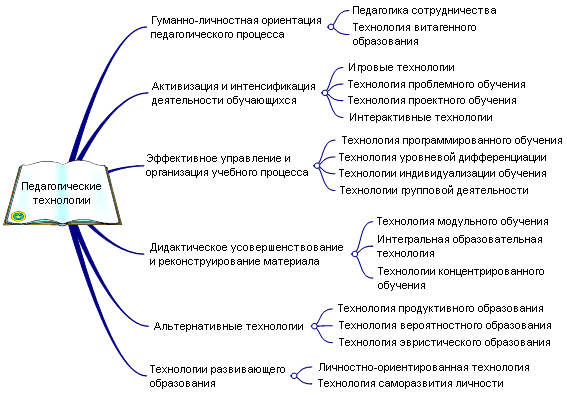 Педагогические
технологии
Гуманно-личностная ориентация
педагогического процесса
Педагогика сотрудничества
Технология витагенного
образования
Активизация и интенсификация
деятельности обучающихся
Игровые технологии
Технология проблемного обучения
Технология проектного обучения
Интерактивные технологии
Эффективное управление и
организация учебного процесса
Технология программированного обучения
Технология уровневой дифференциации
Технологии индивидуализации обучения
Технологии групповой деятельности
Дидактическое усовершенствование
и реконструирование материала
Технология модульного обучения
Интегральная образовательная
технология
Технологии концентрированного
обучения
Альтернативные технологии
Технология продуктивного образования
Технология вероятностного образования
Технология эвристического образования
Технологии развивающего
образования
Личностно-ориентированная технология
Технология саморазвития личности